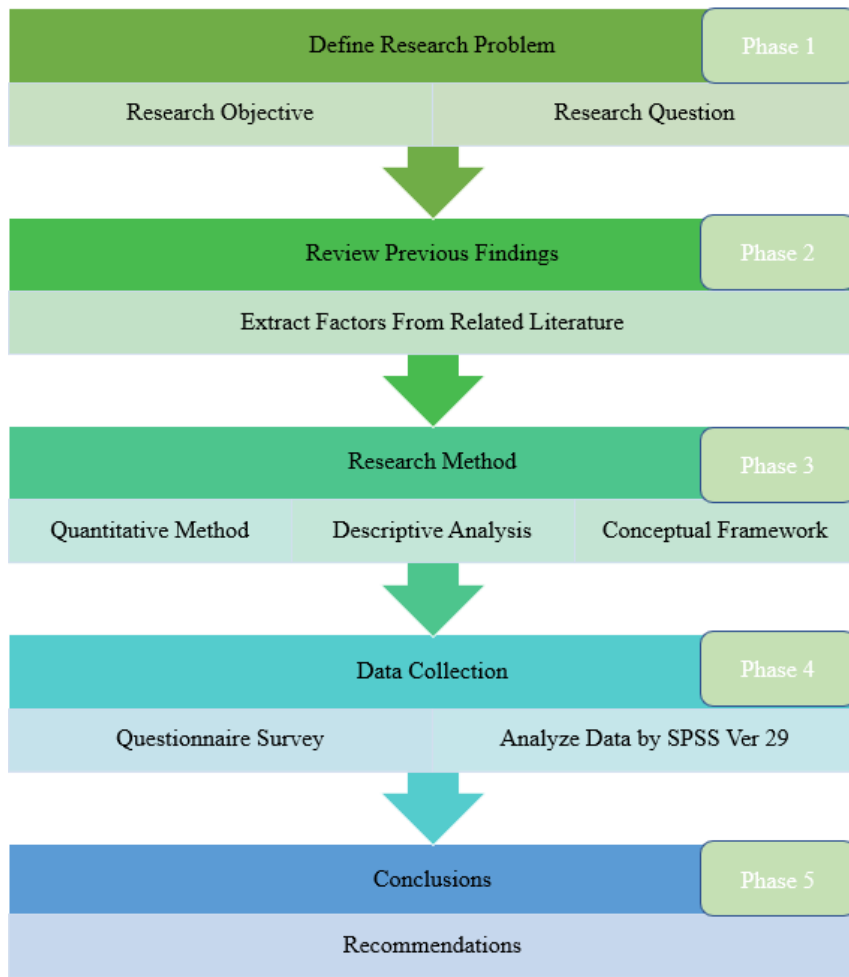 Define Research Problem
Phase 1
Research Objective
Research Question
Review Previous Findings
Phase 2
Extract Factors From Related Literature
Research Method
Phase 3
Quantitative Method
Descriptive Analysis
Conceptual Framework
Data Collection
Phase 4
Questionnaire Survey
Analyze Data by SPSS Ver 29
Conclusions
Phase 5
Recommendations